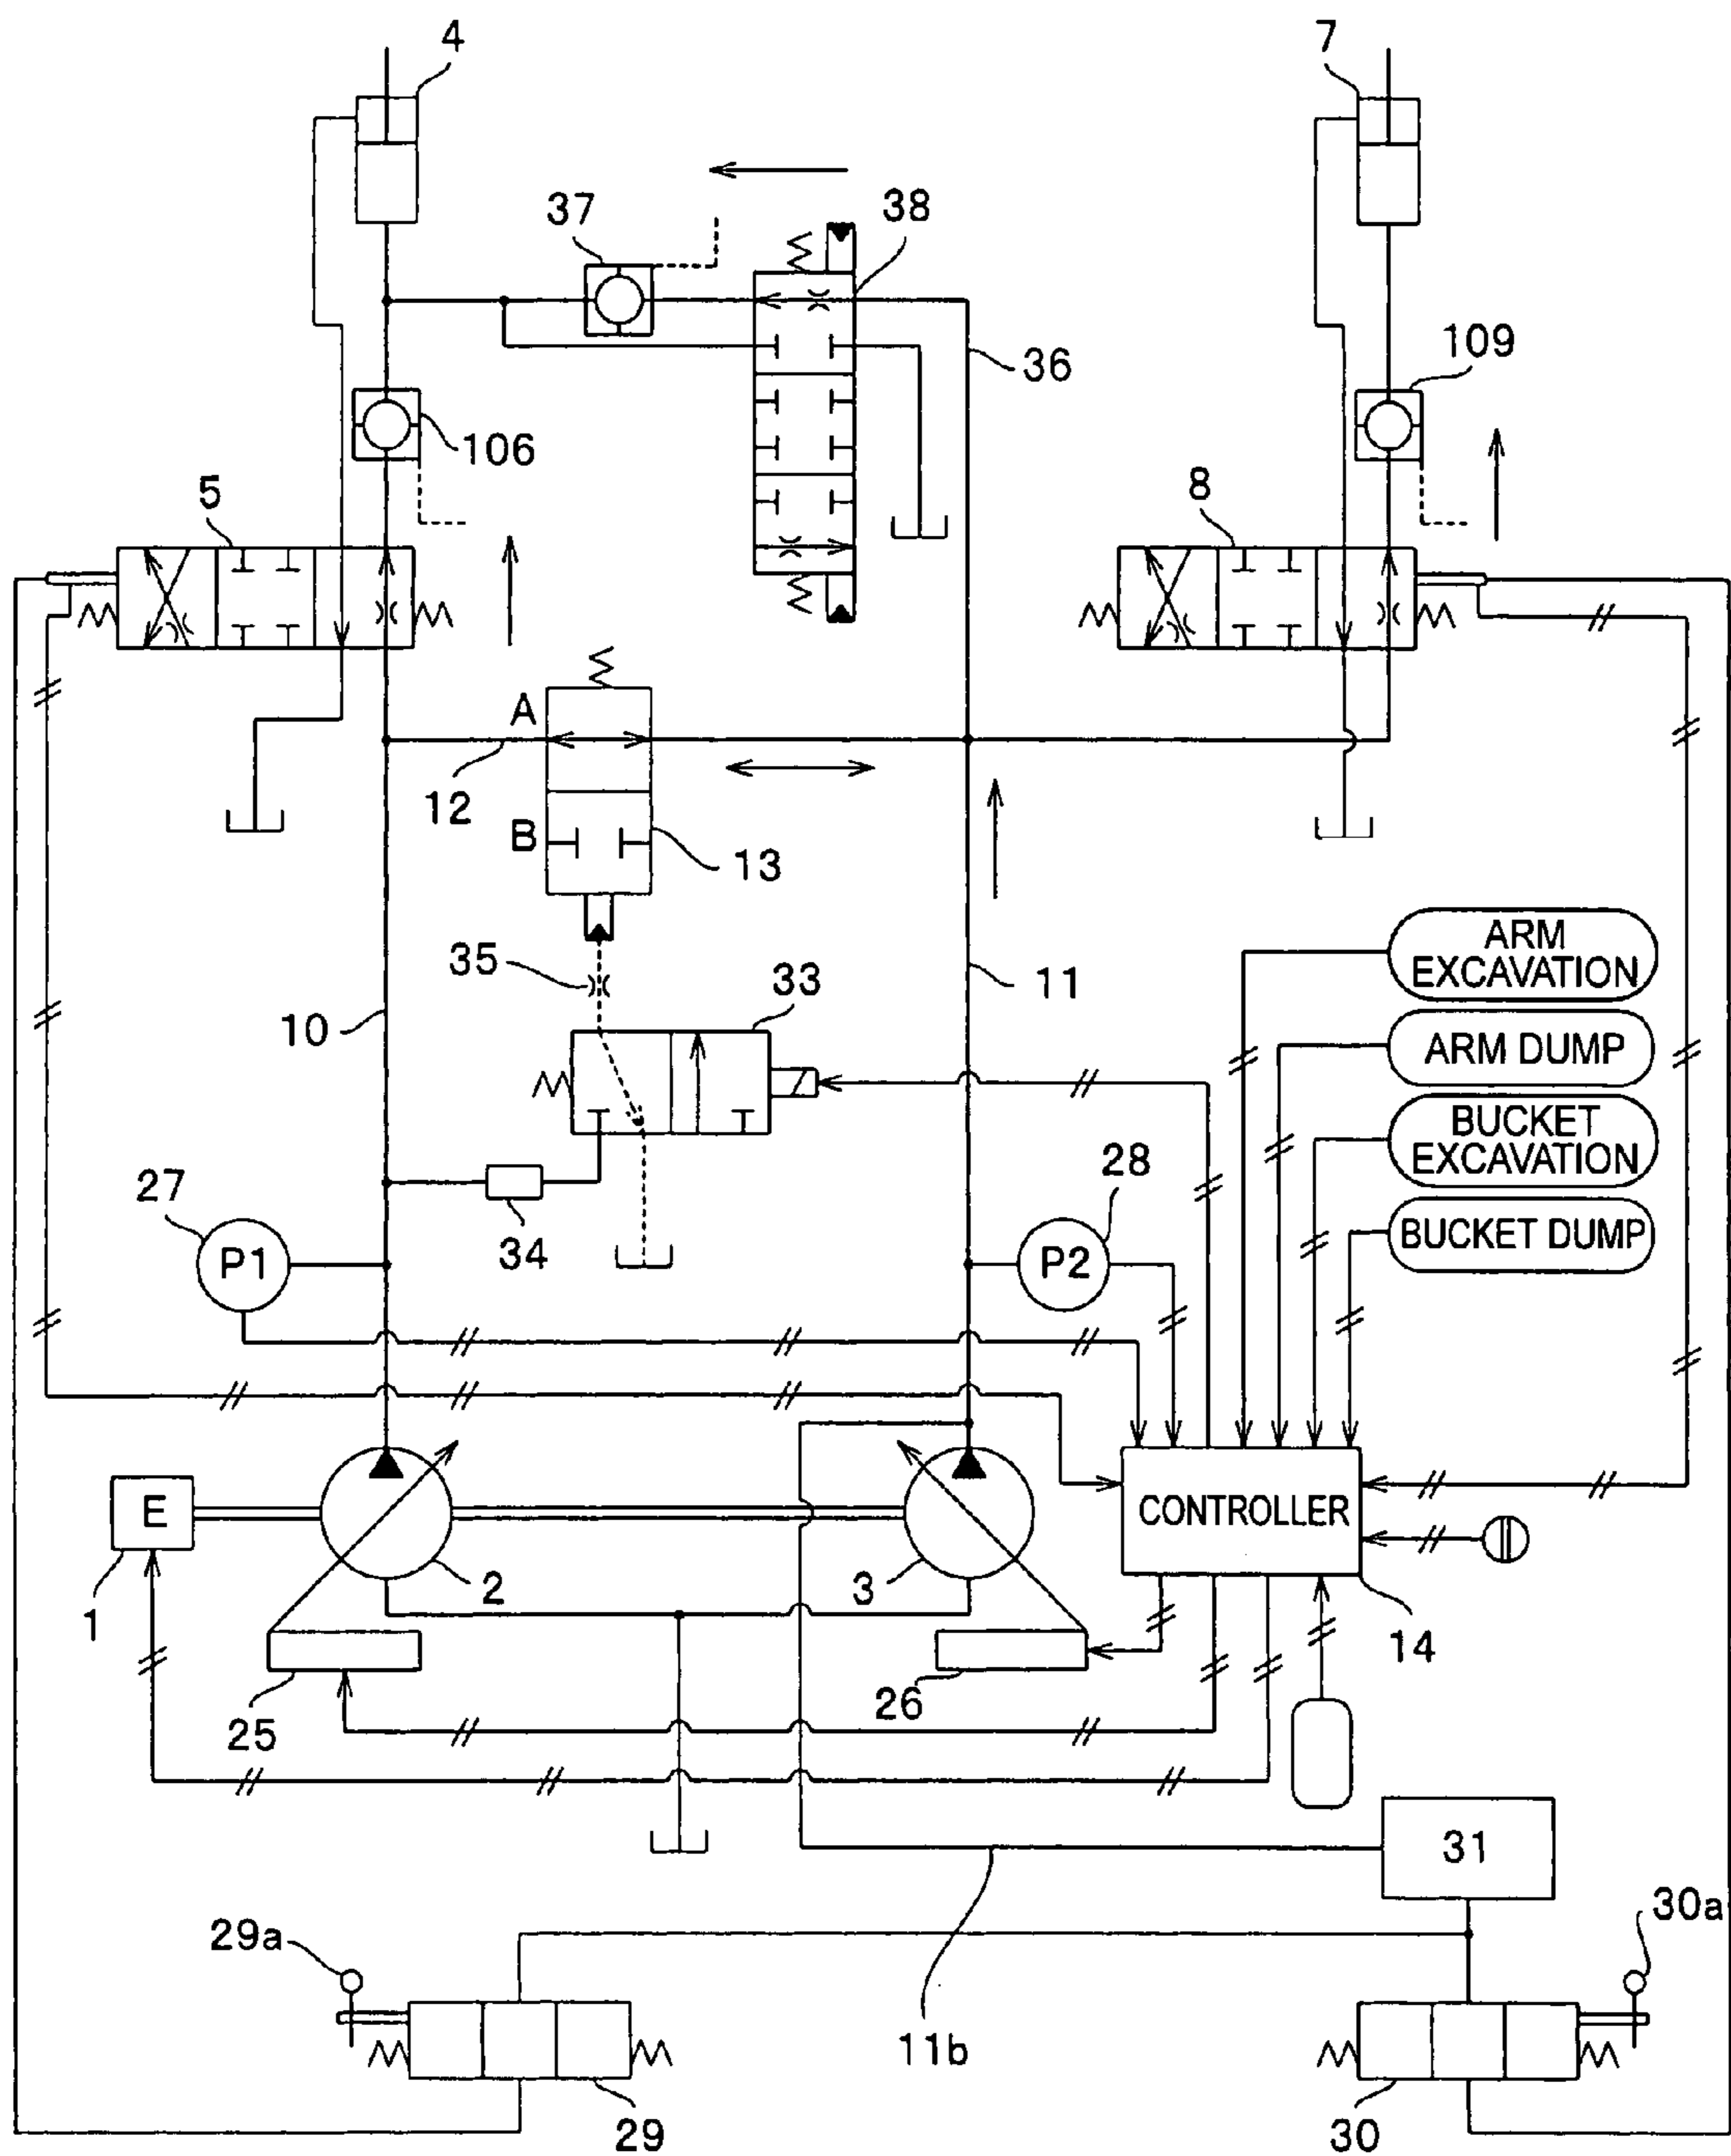 4
7
37
38
36
109
106
5
8
A
12
B
13
35
33
11
10
ARM
EXCAVATION
ARM DUMP
BUCKET
EXCAVATION
BUCKET DUMP
27
28
P1
34
P2
E
CONTROLLER
1
2
3
14
25
26
31
29a
30a
11b
29
30